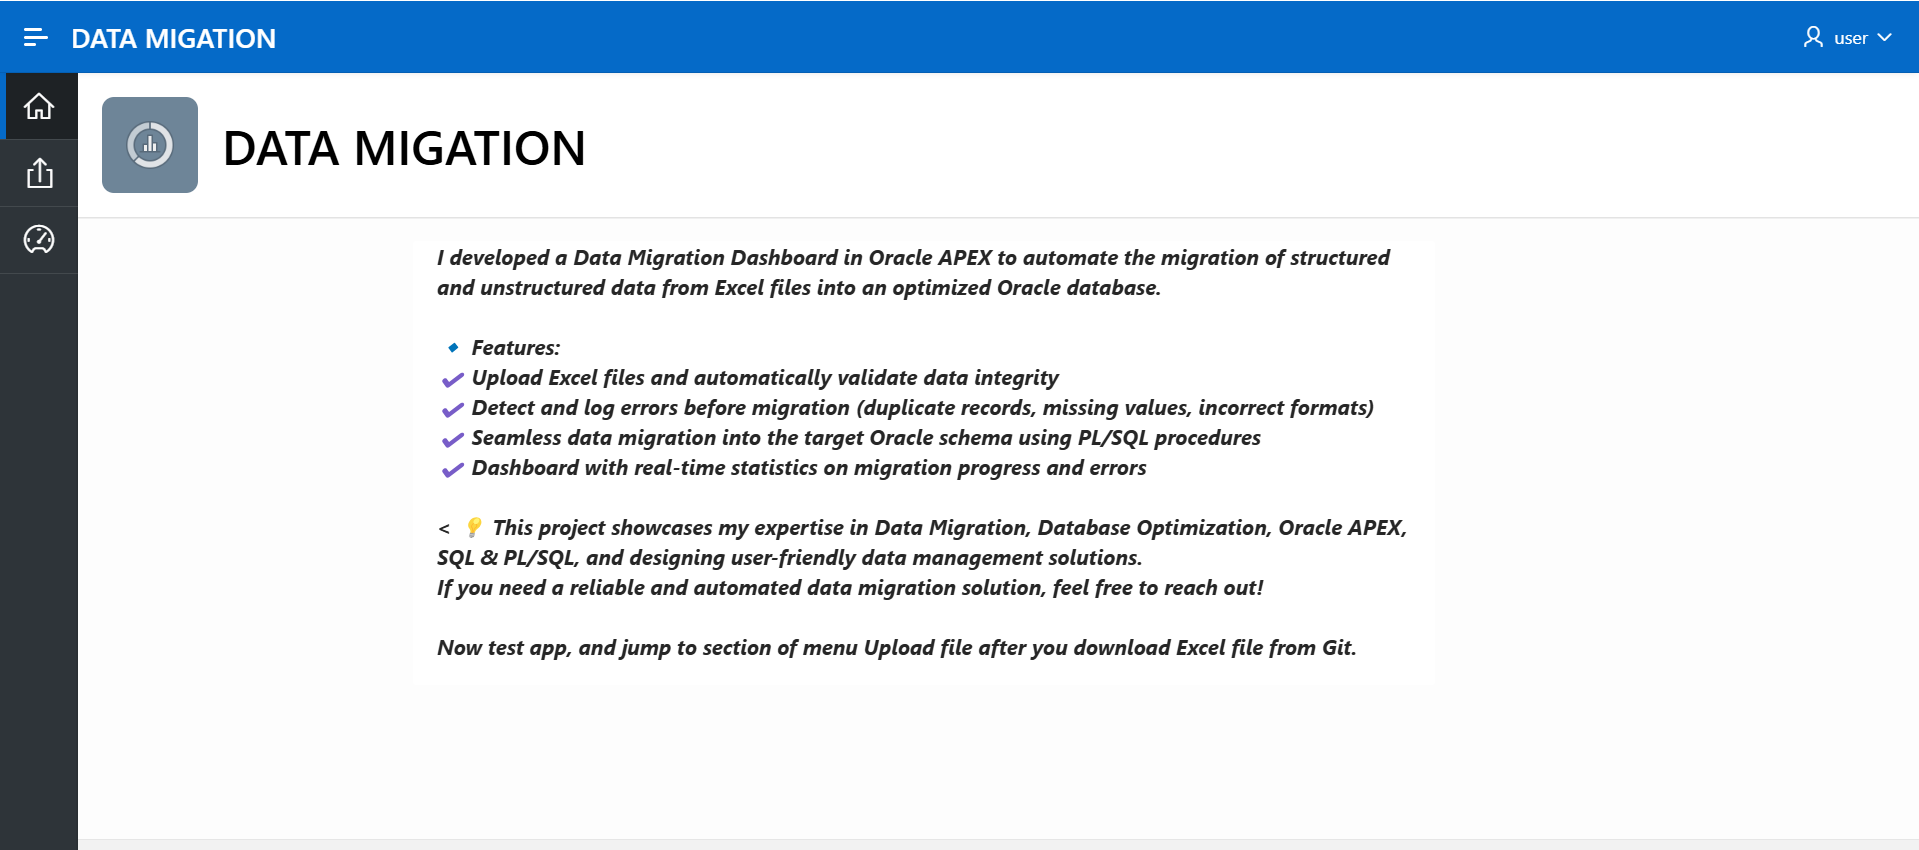 DATA MIGATION
user
DATA MIGATION
I developed a Data Migration Dashboard in Oracle APEX to automate the migration of structured
and unstructured data from Excel files into an optimized Oracle database.
🔹 Features:
✔ Upload Excel files and automatically validate data integrity
✔ Detect and log errors before migration (duplicate records, missing values, incorrect formats)
✔ Seamless data migration into the target Oracle schema using PL/SQL procedures
✔ Dashboard with real-time statistics on migration progress and errors
< 💡 This project showcases my expertise in Data Migration, Database Optimization, Oracle APEX,
SQL & PL/SQL, and designing user-friendly data management solutions.
If you need a reliable and automated data migration solution, feel free to reach out!
Now test app, and jump to section of menu Upload file after you download Excel file from Git.